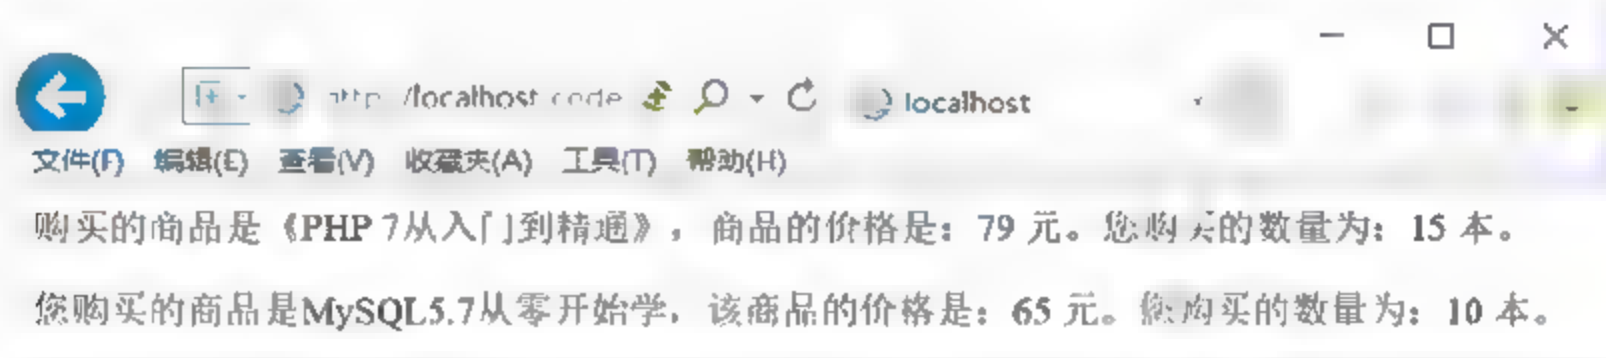 http://localhost/code localhost
文件(F) 编辑(E) 查看(V) 收藏夹(A) 工具(T) 帮助(H)
购买的商品是《PHP 7从入门到精通》，商品的价格是：79 元。您购买的数量为：15 本。
您购买的商品是MySQL5.7从零开始学，该商品的价格是：65 元。您购买的数量为：10 本。